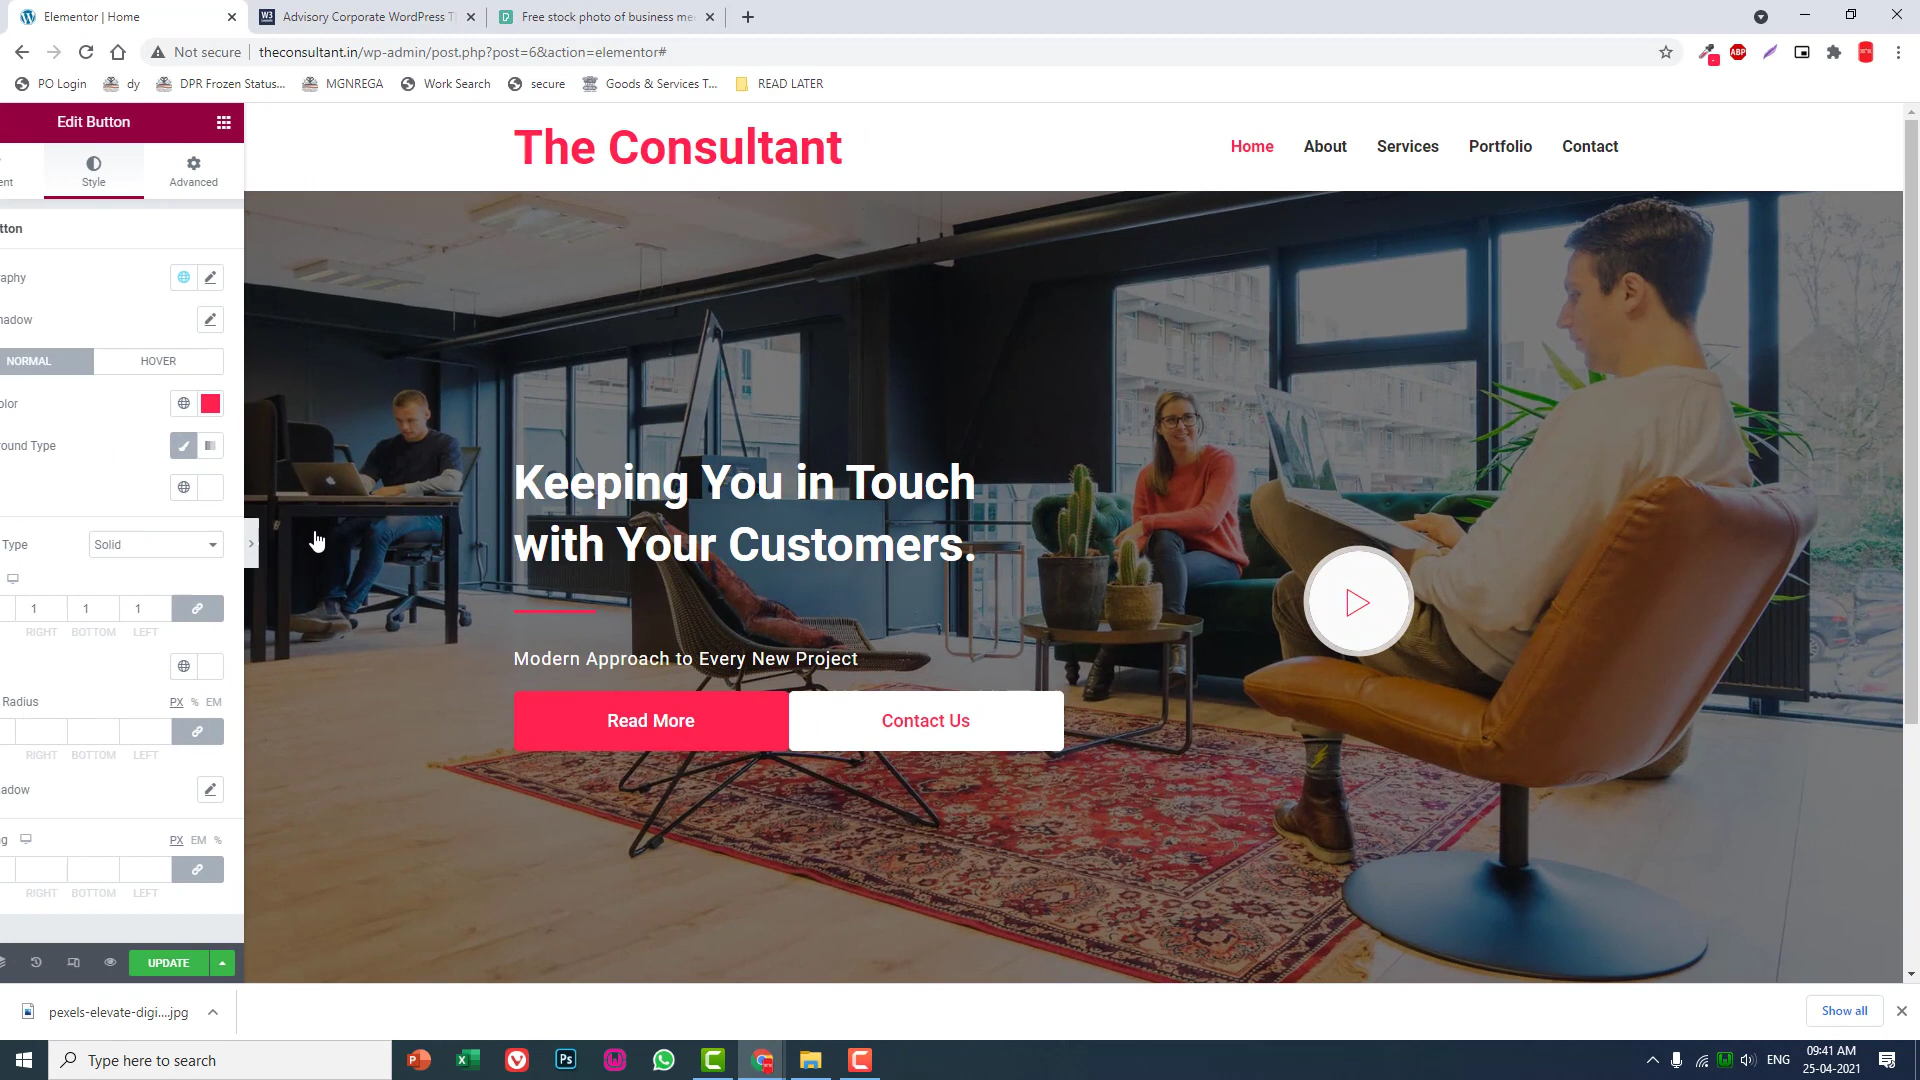 Elementor | Home
Advisory Corporate WordPress T
Free stock photo of business me
Not secure
theconsultant.in/wp-admin/post.php?post=6&action=elementor#
ABP
PO Login
dy
DPR Frozen Status...
MGNREGA
Work Search
secure
Goods & Services T...
READ LATER
Edit Button
ent
Style
Advanced
The Consultant
Home
About
Services
Portfolio
Contact
tton
raphy
hadow
NORMAL
HOVER
olor
ound Type
Type
Solid
1 1 1
RIGHT BOTTOM LEFT
Radius
PX % EM
RIGHT BOTTOM LEFT
adow
g
PX EM %
RIGHT BOTTOM LEFT
UPDATE
Keeping You in Touch
with Your Customers.
Modern Approach to Every New Project
Read More
Contact Us
pexels-elevate-digi....jpg
Show all
Type here to search
Ps
ENG
09:41 AM
25-04-2021